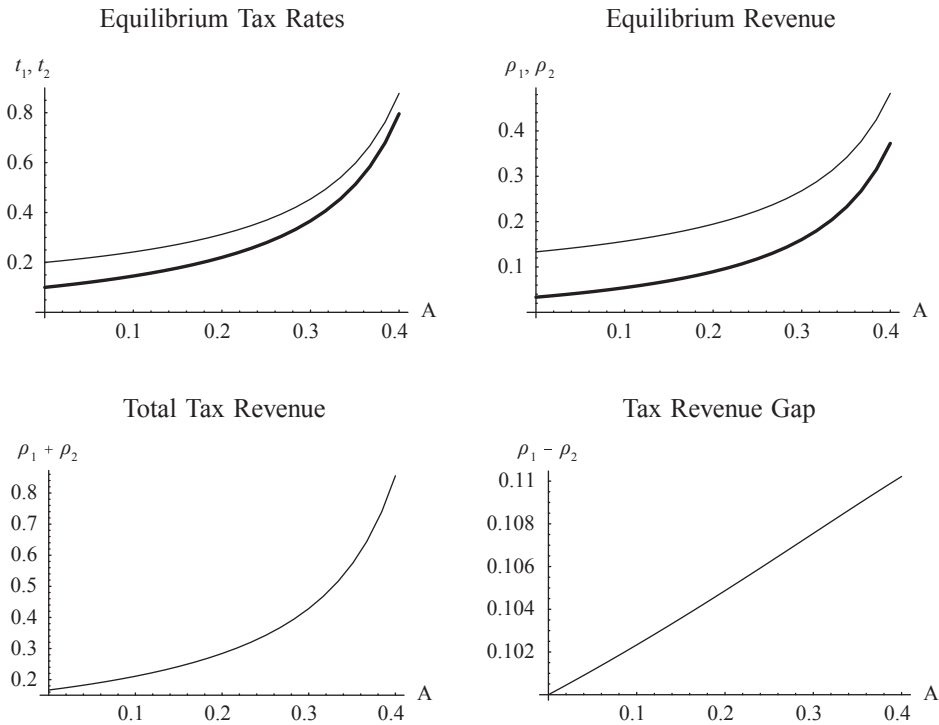 Equilibrium Tax Rates
t1, t2
0.8
0.6
0.4
0.2
0.1 0.2 0.3 0.4 A
Equilibrium Revenue
ρ1, ρ2
0.4
0.3
0.2
0.1
0.1 0.2 0.3 0.4 A
Total Tax Revenue
ρ1 + ρ2
0.8
0.7
0.6
0.5
0.4
0.3
0.2
0.1 0.2 0.3 0.4 A
Tax Revenue Gap
ρ1 − ρ2
0.11
0.108
0.106
0.104
0.102
0.1 0.2 0.3 0.4 A